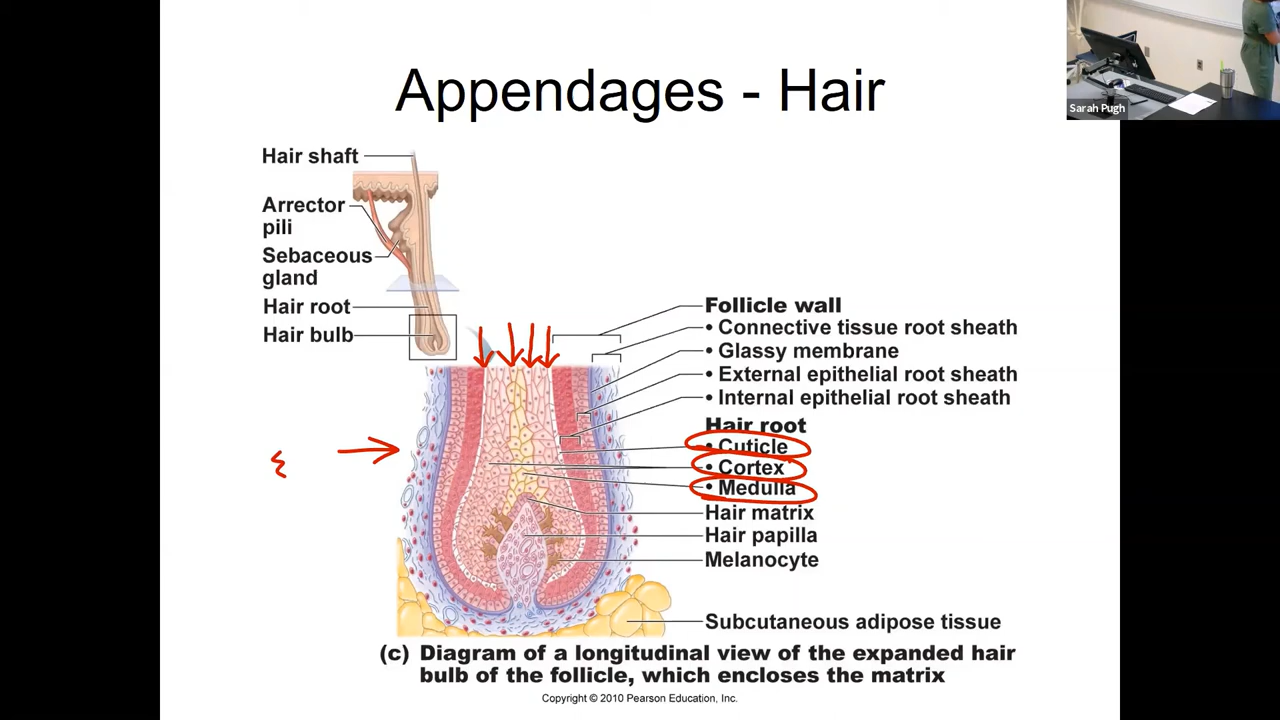 Sarah Pugh
Appendages - Hair
Hair shaft
Arrector
pili
Sebaceous
gland
Hair root
Hair bulb
Follicle wall
• Connective tissue root sheath
• Glassy membrane
• External epithelial root sheath
• Internal epithelial root sheath
Hair root
• Cuticle
• Cortex
• Medulla
Hair matrix
Hair papilla
Melanocyte
Subcutaneous adipose tissue
(c) Diagram of a longitudinal view of the expanded hair
bulb of the follicle, which encloses the matrix
Copyright © 2010 Pearson Education, Inc.